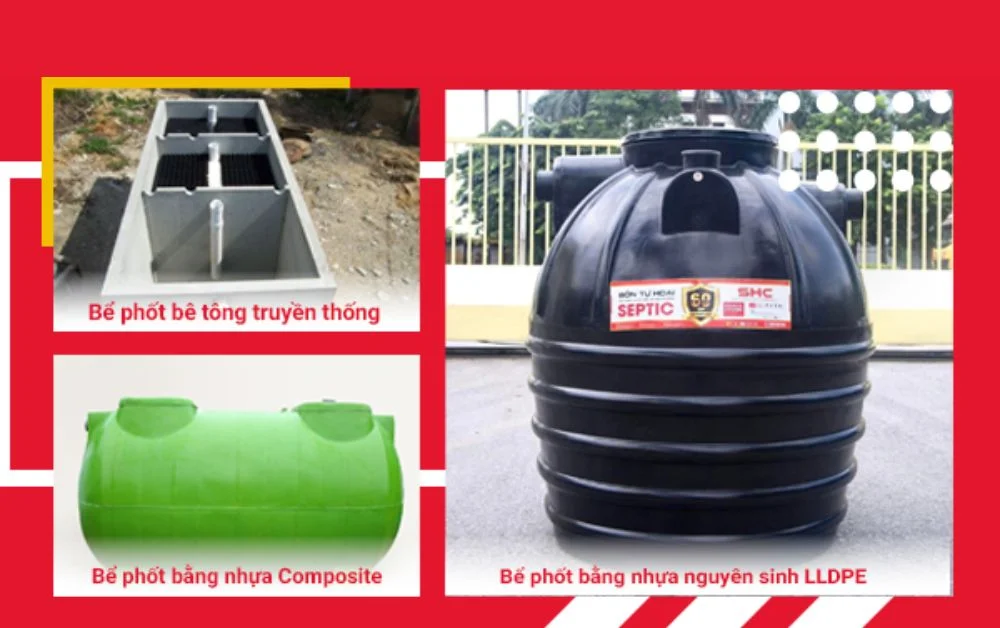 Bể phốt bê tông truyền thống
Bể phốt bằng nhựa Composite
BỒN TỰ HOẠI
SEPTIC
SHC
Bể phốt bằng nhựa nguyên sinh LLDPE